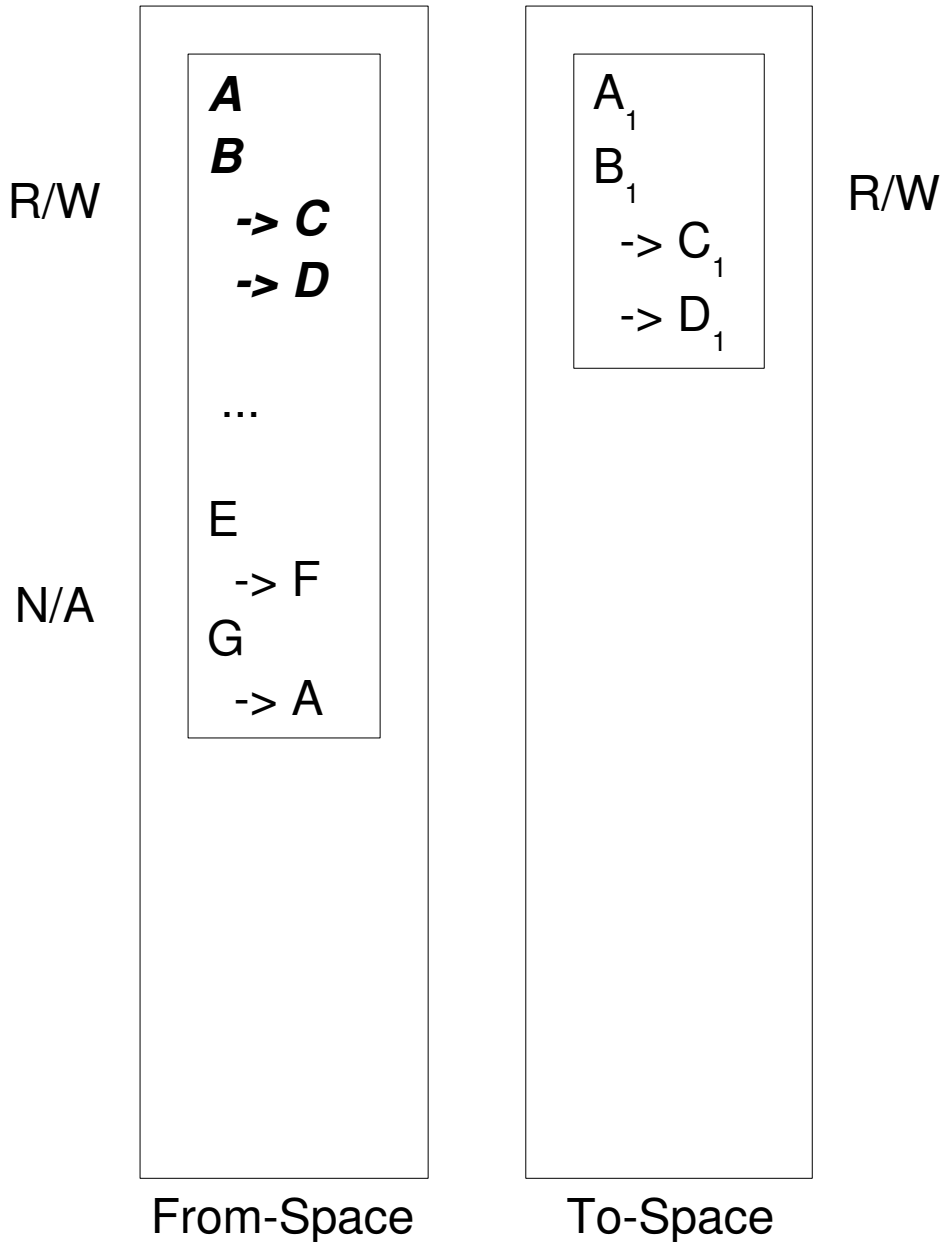 A
B
-> C
-> D
...
E
-> F
G
-> A
R/W
N/A
From-Space
A₁
B₁
-> C₁
-> D₁
R/W
To-Space